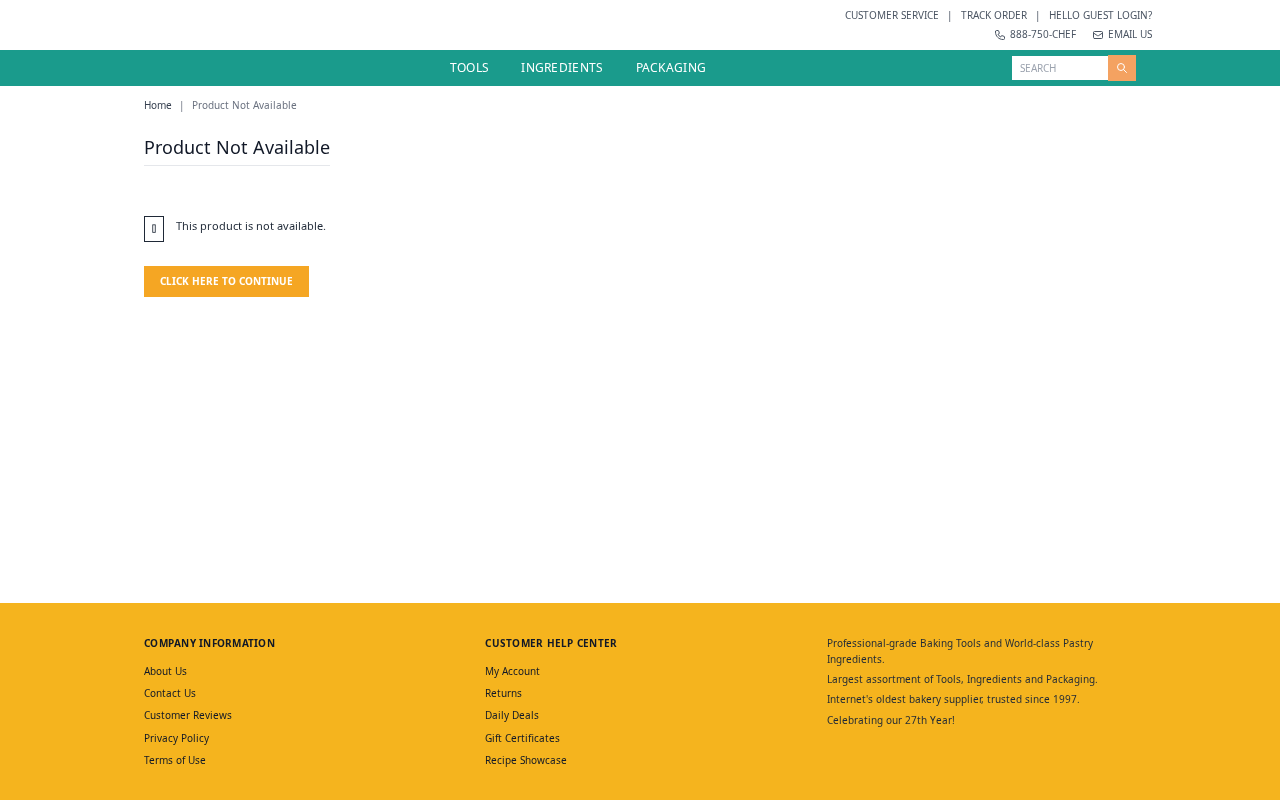 CUSTOMER SERVICE | TRACK ORDER | HELLO GUEST LOGIN?
888-750-CHEF EMAIL US
TOOLS INGREDIENTS PACKAGING SEARCH
Home | Product Not Available
Product Not Available
This product is not available.
CLICK HERE TO CONTINUE
COMPANY INFORMATION
About Us
Contact Us
Customer Reviews
Privacy Policy
Terms of Use
CUSTOMER HELP CENTER
My Account
Returns
Daily Deals
Gift Certificates
Recipe Showcase
Professional-grade Baking Tools and World-class Pastry
Ingredients.
Largest assortment of Tools, Ingredients and Packaging.
Internet's oldest bakery supplier, trusted since 1997.
Celebrating our 27th Year!